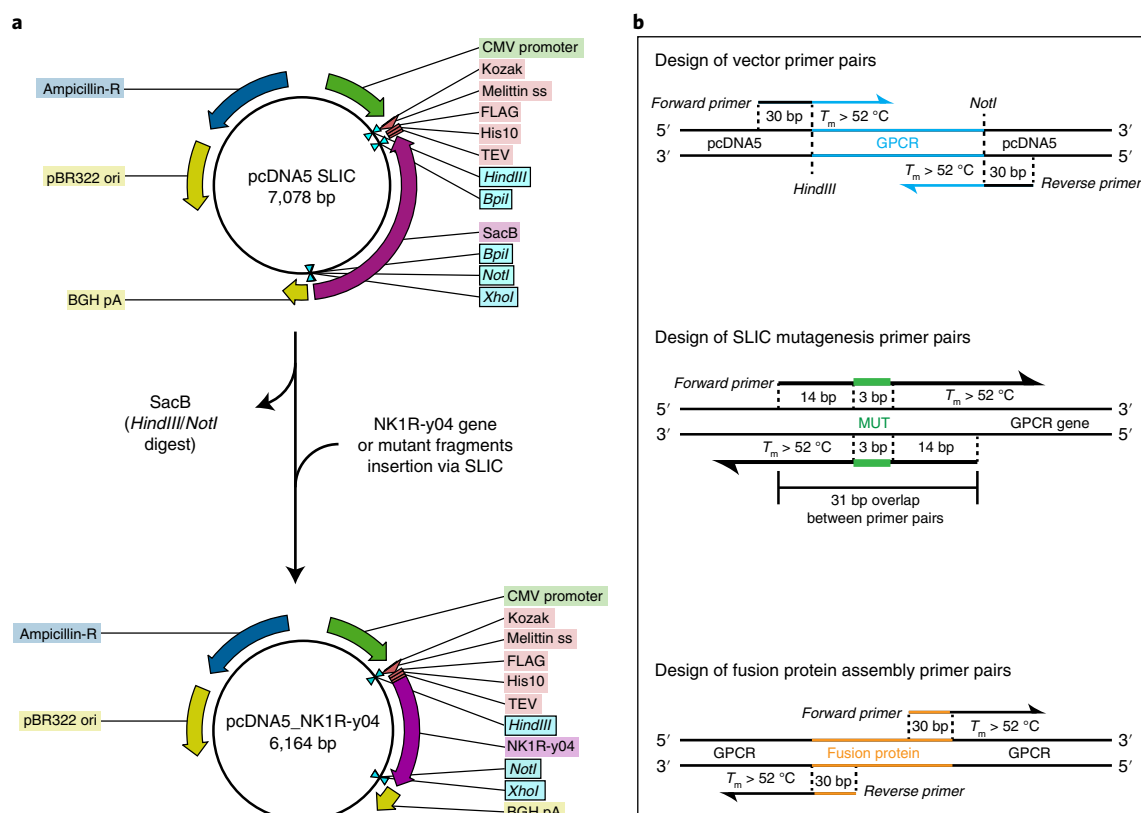 a
CMV promoter
Kozak
Melittin ss
FLAG
His10
TEV
HindIII
BpiI
SacB
BpiI
NotI
XhoI
Ampicillin-R
pBR322 ori
BGH pA
pcDNA5 SLIC
7,078 bp
SacB
(HindIII/NotI
digest)
NK1R-y04 gene
or mutant fragments
insertion via SLIC
CMV promoter
Kozak
Melittin ss
FLAG
His10
TEV
HindIII
NK1R-y04
NotI
XhoI
BGH pA
Ampicillin-R
pBR322 ori
pcDNA5_NK1R-y04
6,164 bp
b
Design of vector primer pairs
Forward primer
NotI
30 bp Tm > 52 °C
5′ 3′
pcDNA5 GPCR pcDNA5
3′ 5′
Tm > 52 °C 30 bp
HindIII Reverse primer
Design of SLIC mutagenesis primer pairs
Forward primer
14 bp 3 bp Tm > 52 °C
5′ 3′
MUT GPCR gene
3′ 5′
Tm > 52 °C 3 bp 14 bp
31 bp overlap
between primer pairs
Design of fusion protein assembly primer pairs
Forward primer
30 bp Tm > 52 °C
5′ 3′
GPCR Fusion protein GPCR
3′ 5′
Tm > 52 °C 30 bp
Reverse primer